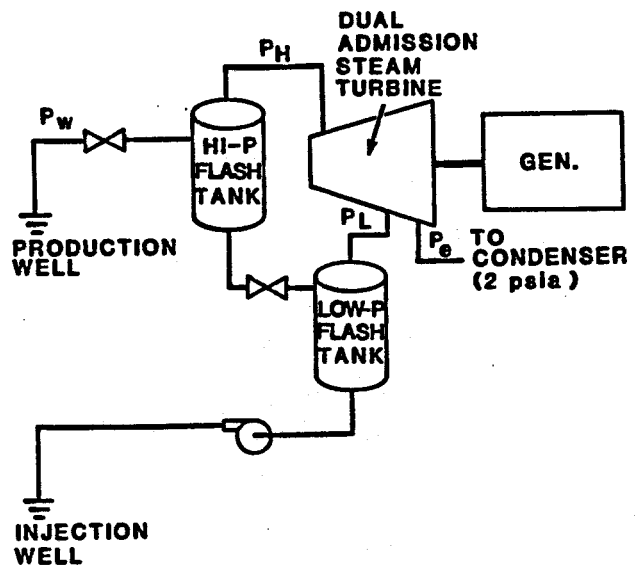 DUAL
ADMISSION
STEAM
TURBINE
P_H
P_W
HI-P
FLASH
TANK
GEN.
PRODUCTION
WELL
P_L
P_e TO
CONDENSER
(2 psia)
LOW-P
FLASH
TANK
INJECTION
WELL